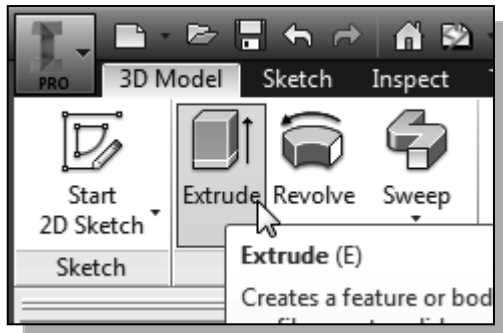 PRO
3D Model Sketch Inspect
Start
2D Sketch
Extrude Revolve Sweep
Sketch
Extrude (E)
Creates a feature or bod